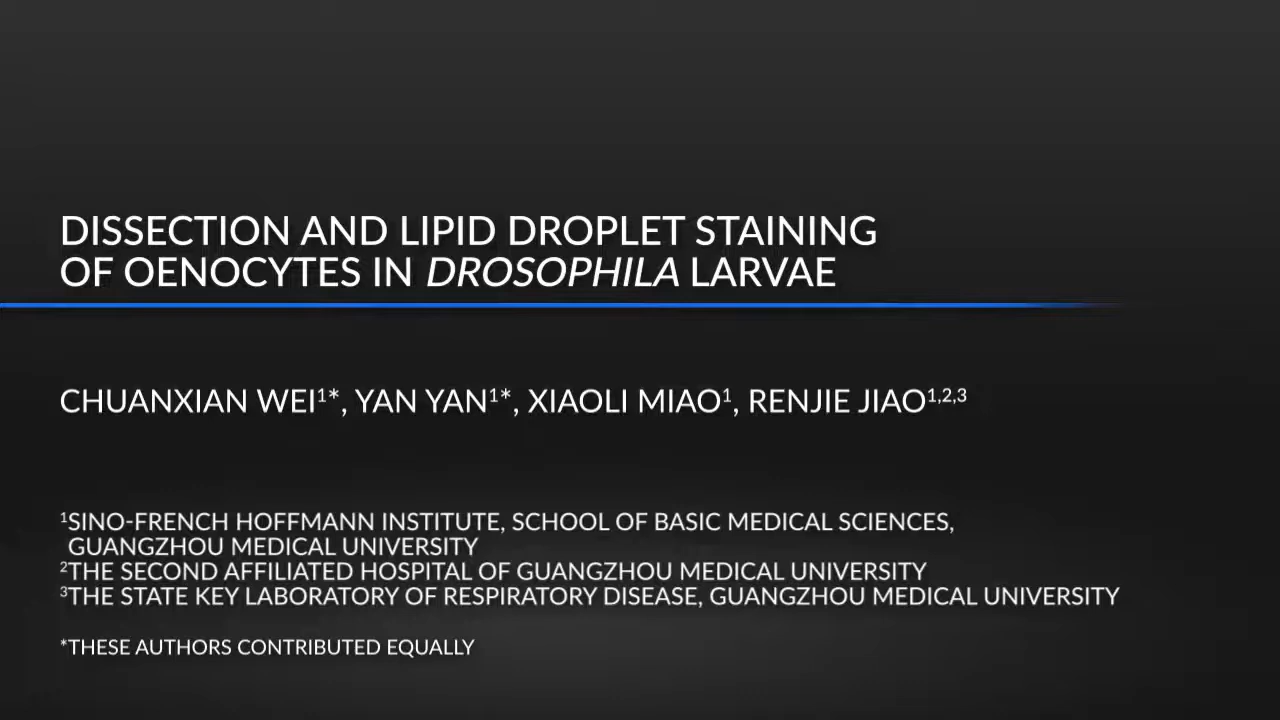 DISSECTION AND LIPID DROPLET STAINING
OF OENOCYTES IN DROSOPHILA LARVAE
CHUANXIAN WEI¹*, YAN YAN¹*, XIAOLI MIAO¹, RENJIE JIAO¹,²,³
¹SINO-FRENCH HOFFMANN INSTITUTE, SCHOOL OF BASIC MEDICAL SCIENCES,
GUANGZHOU MEDICAL UNIVERSITY
²THE SECOND AFFILIATED HOSPITAL OF GUANGZHOU MEDICAL UNIVERSITY
³THE STATE KEY LABORATORY OF RESPIRATORY DISEASE, GUANGZHOU MEDICAL UNIVERSITY
*THESE AUTHORS CONTRIBUTED EQUALLY